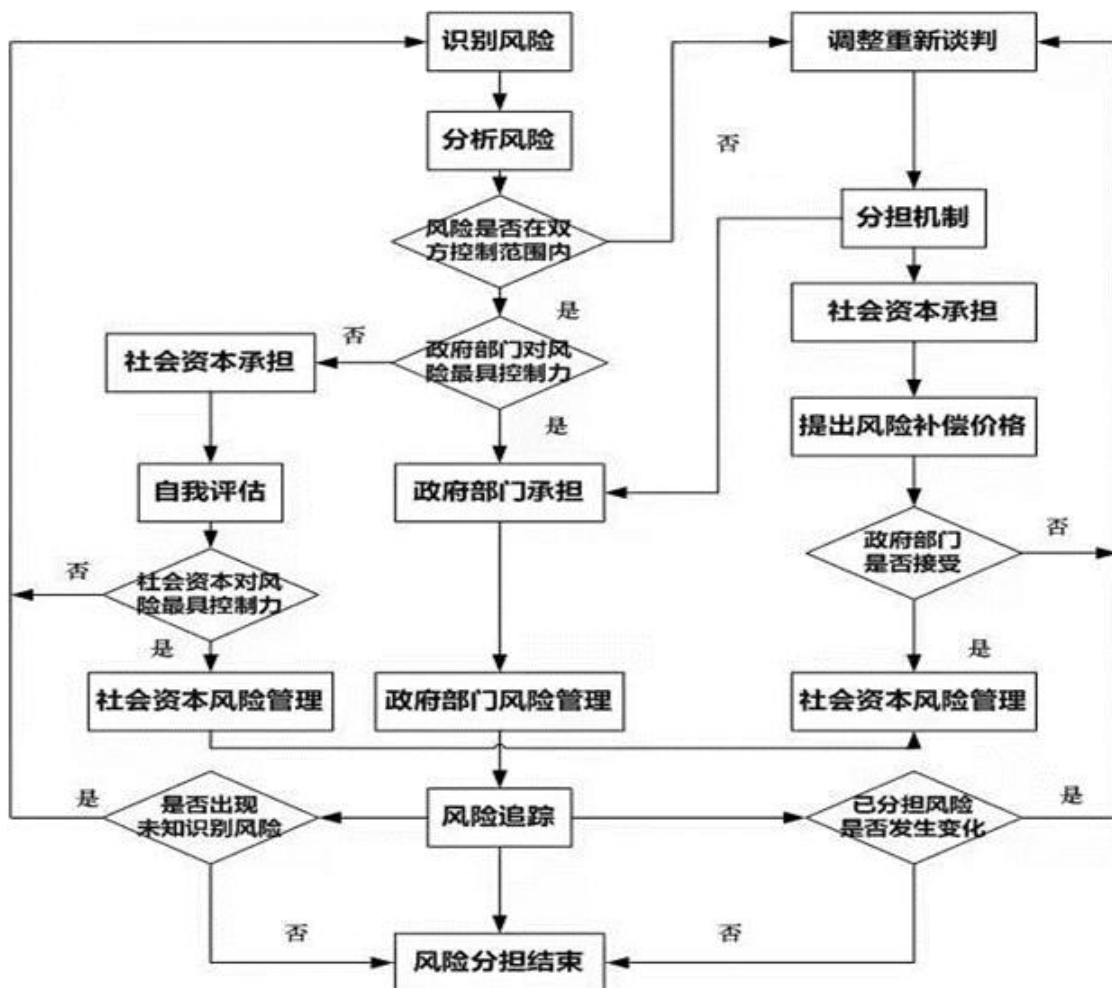 识别风险
调整重新谈判
分析风险
否
风险是否在双
方控制范围内
分担机制
是
社会资本承担
否
社会资本承担
政府部门对风
险最具控制力
是
提出风险补偿价格
自我评估
政府部门承担
政府部门
是否接受
否
否
社会资本对风
险最具控制力
是
是
社会资本风险管理
政府部门风险管理
社会资本风险管理
是
是否出现
未知识别风险
风险追踪
已分担风险
是否发生变化
是
否
否
风险分担结束